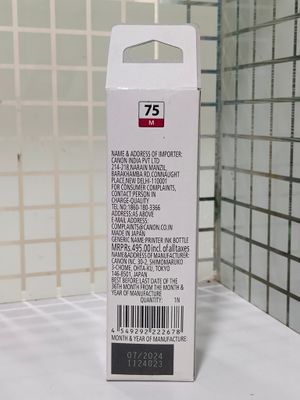 75
M
NAME & ADDRESS OF IMPORTER:
CANON INDIA PVT LTD
214-218,NARAIN MANZIL,
BARAKHAMBA RD.CONNAUGHT
PLACE,NEW DELHI-110001
FOR CONSUMER COMPLAINTS,
CONTACT PERSON IN
CHARGE-QUALITY
TEL NO:1860-180-3366
ADDRESS:AS ABOVE
E-MAIL ADDRESS:
COMPLAINTS@CANON.CO.IN
MADE IN JAPAN
GENERIC NAME:PRINTER INK BOTTLE
MRPRs.495.00 incl.of all taxes
NAME&ADDRESS OF MANUFACTURER:
CANON INC. 30-2, SHIMOMARUKO
3-CHOME, OHTA-KU, TOKYO
146-8501, JAPAN
BEST BEFORE:LAST DATE OF THE
36TH MONTH FROM THE MONTH &
YEAR OF MANUFACTURE
QUANTITY: 1N
4 549292 222678
MONTH & YEAR OF MANUFACTURE:
07/2024
1124023